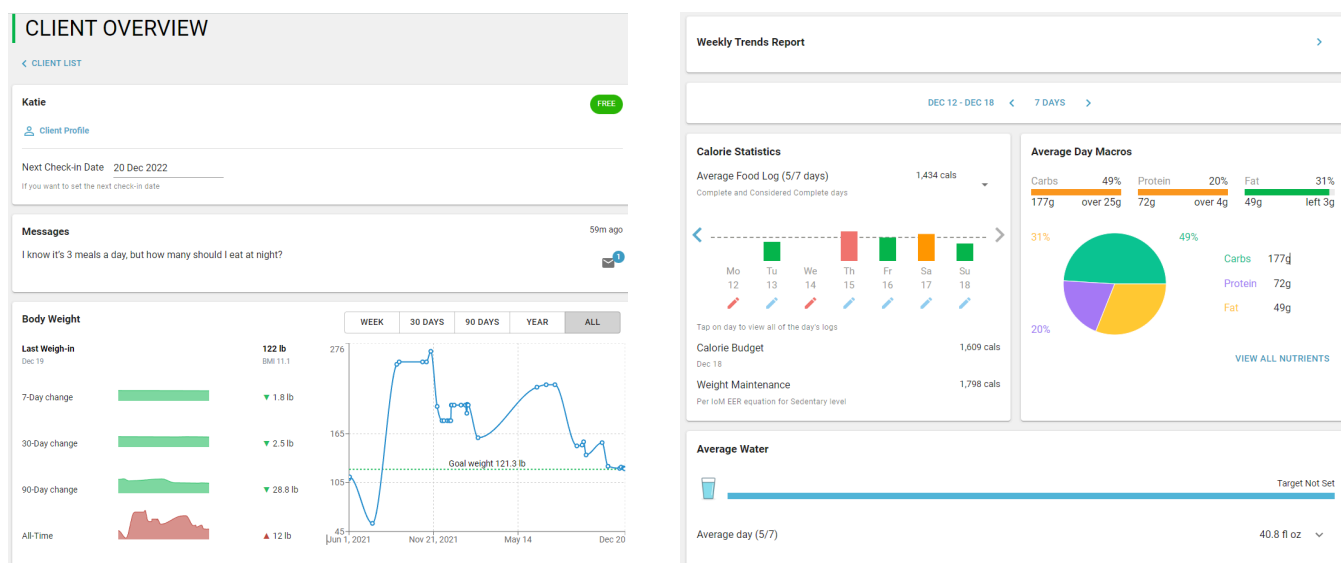 CLIENT OVERVIEW
CLIENT LIST
Katie
FREE
Client Profile
Next Check-in Date 20 Dec 2022
If you want to set the next check-in date
Messages
59m ago
I know it's 3 meals a day, but how many should I eat at night?
1
Body Weight
WEEK 30 DAYS 90 DAYS YEAR ALL
Last Weigh-in 122 lb
Dec 19 BMI 11.1
7-Day change 1.8 lb
30-Day change 2.5 lb
90-Day change 28.8 lb
All-Time 12 lb
276
165
Goal weight 121.3 lb
105
45
Jun 1, 2021 Nov 21, 2021 May 14 Dec 20
Weekly Trends Report
DEC 12 - DEC 18 7 DAYS
Calorie Statistics
Average Food Log (5/7 days) 1,434 cals
Complete and Considered Complete days
Mo Tu We Th Fr Sa Su
12 13 14 15 16 17 18
Tap on day to view all of the day's logs
Calorie Budget 1,609 cals
Dec 18
Weight Maintenance 1,798 cals
Per IoM EER equation for Sedentary level
Average Day Macros
Carbs 49% Protein 20% Fat 31%
177g over 25g 72g over 4g 49g left 3g
31% 49%
20%
Carbs 177g
Protein 72g
Fat 49g
VIEW ALL NUTRIENTS
Average Water
Target Not Set
Average day (5/7) 40.8 fl oz